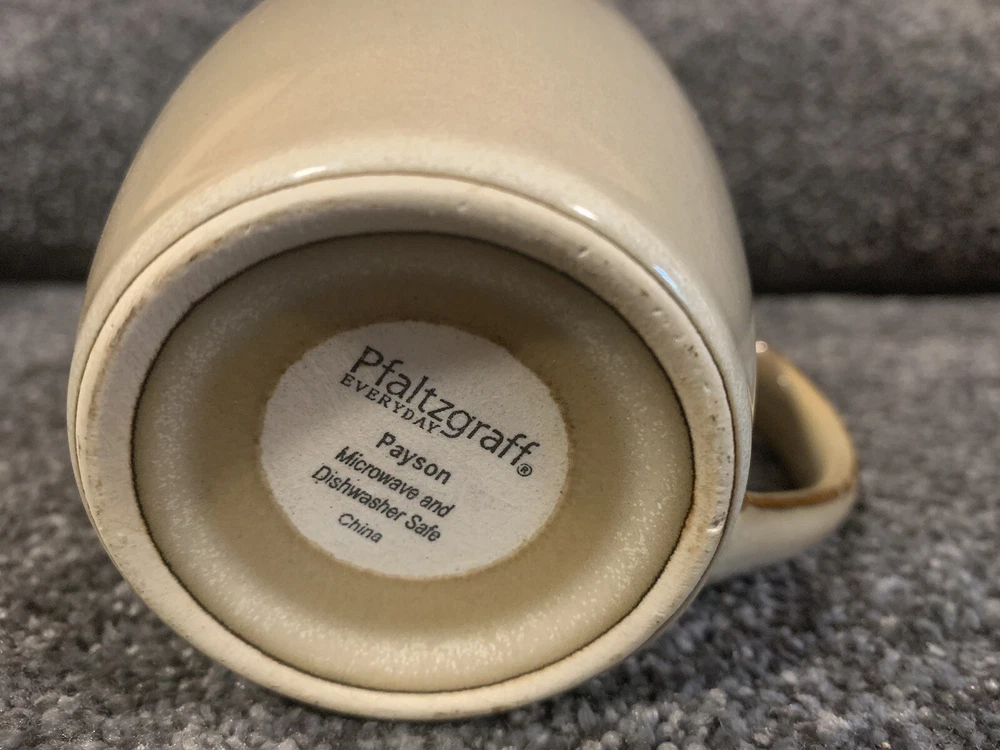 Pfaltzgraff®
EVERYDAY
Payson
Microwave and
Dishwasher Safe
China